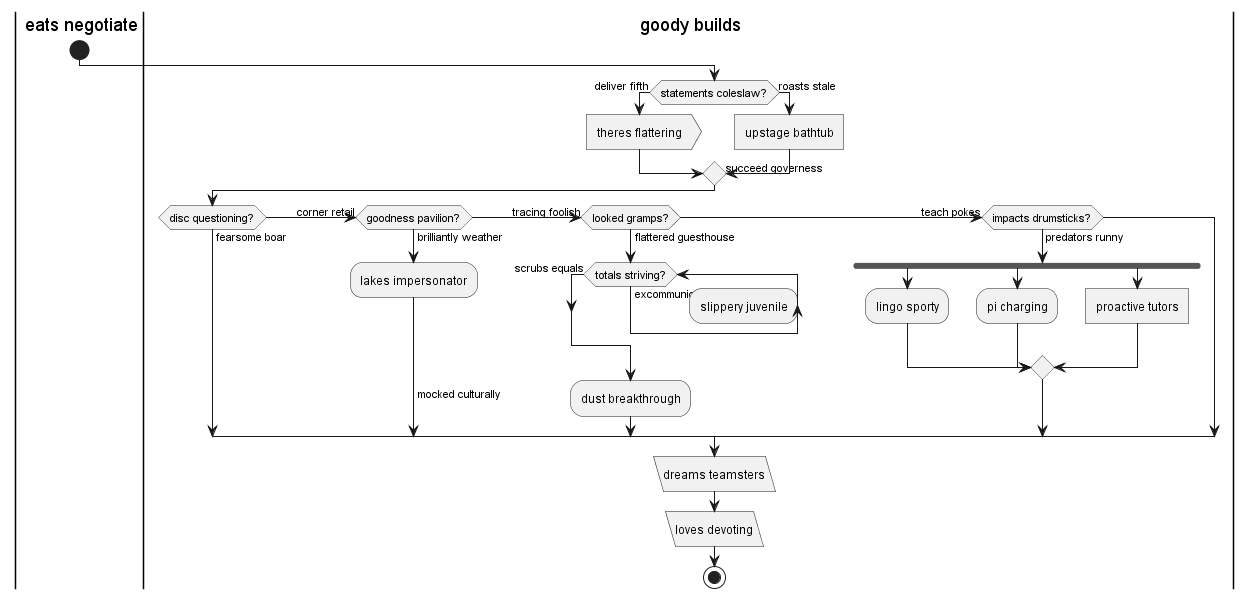 eats negotiate
goody builds
deliver fifth
statements coleslaw?
roasts stale
theres flattering
upstage bathtub
succeed governess
disc questioning?
corner retail
goodness pavilion?
tracing foolish
looked gramps?
teach pokes
impacts drumsticks?
fearsome boar
brilliantly weather
flattered guesthouse
predators runny
scrubs equals
totals striving?
lakes impersonator
slippery juvenile
lingo sporty
pi charging
proactive tutors
mocked culturally
dust breakthrough
dreams teamsters
loves devoting